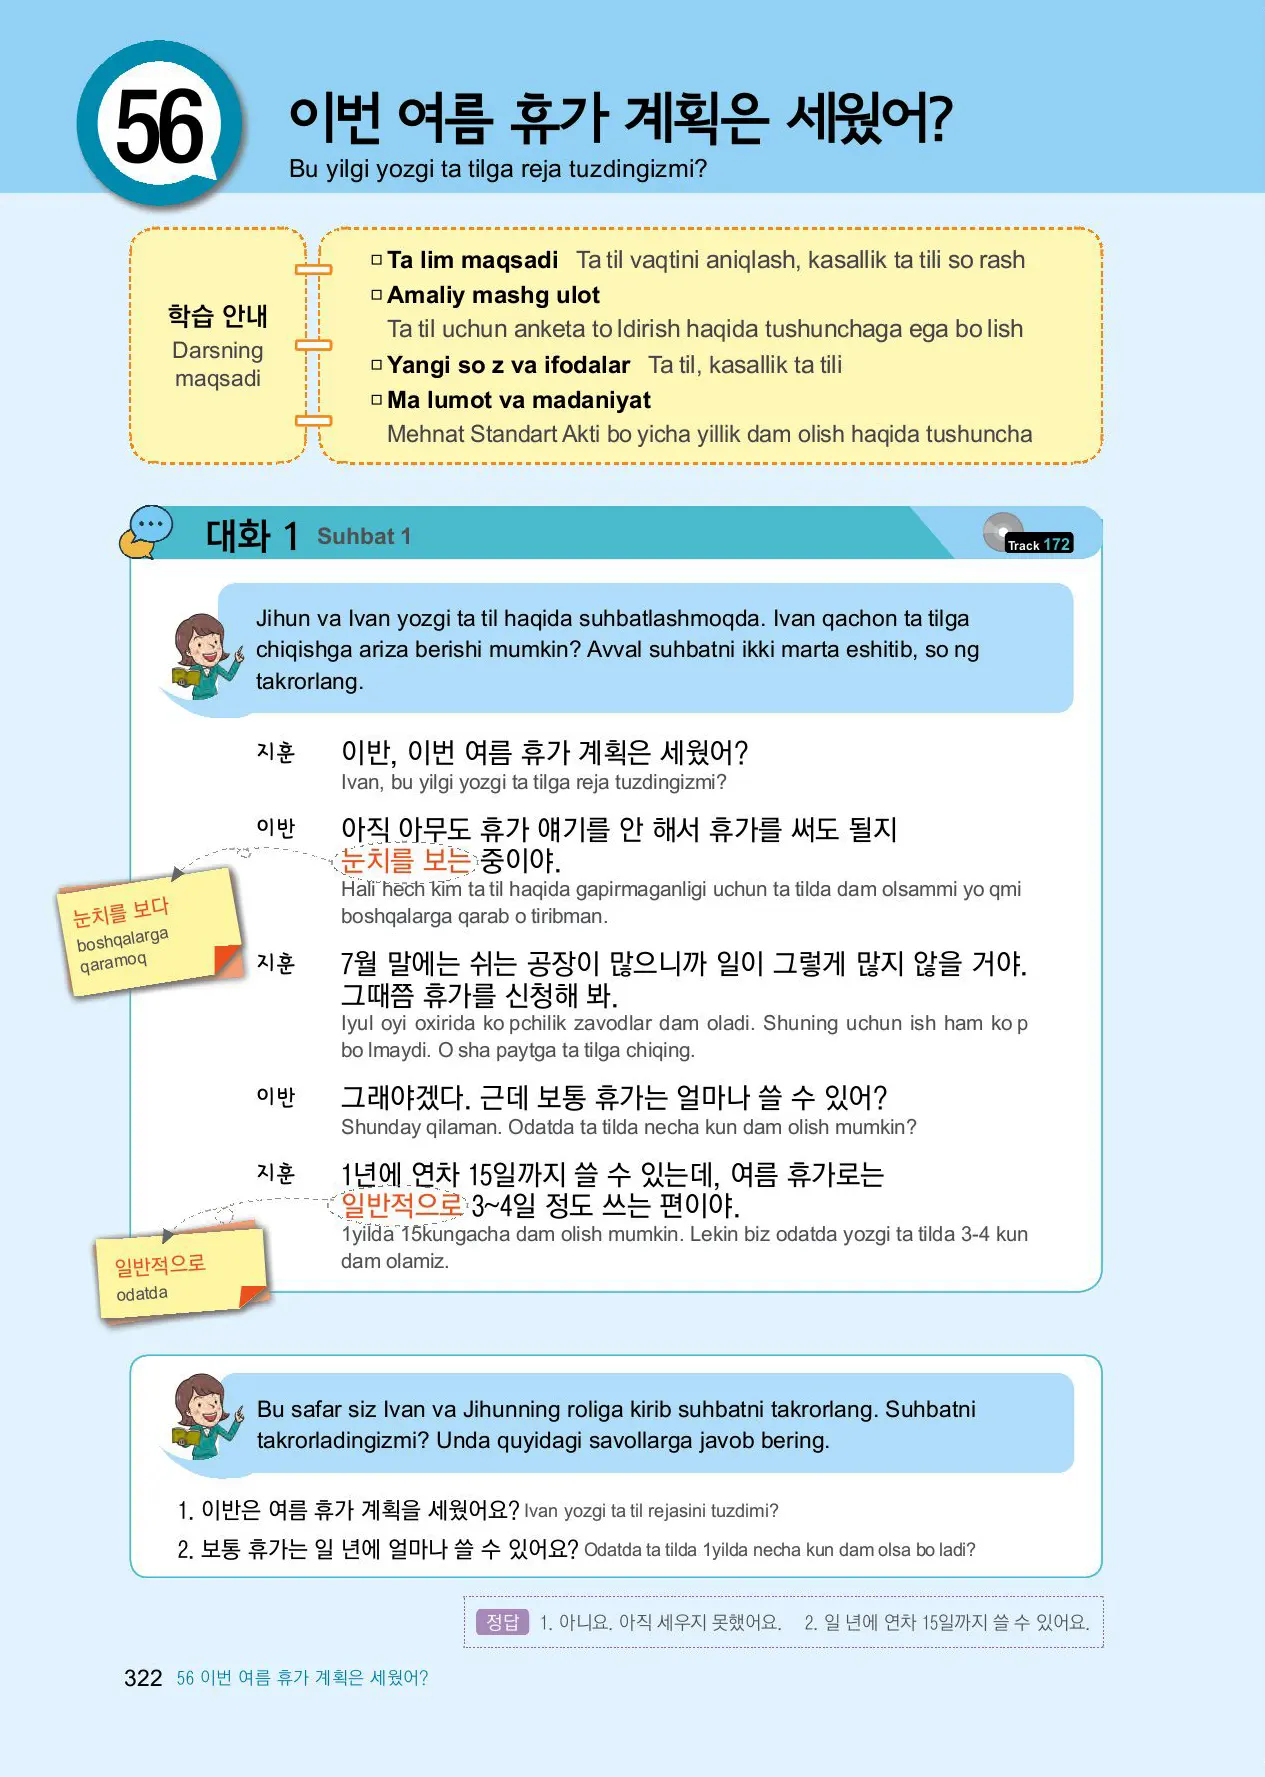 56
이번 여름 휴가 계획은 세웠어?
Bu yilgi yozgi ta tilga reja tuzdingizmi?
학습 안내
Darsning
maqsadi
□ Ta lim maqsadi Ta til vaqtini aniqlash, kasallik ta tili so rash
□ Amaliy mashg ulot
Ta til uchun anketa to ldirish haqida tushunchaga ega bo lish
□ Yangi so z va ifodalar Ta til, kasallik ta tili
□ Ma lumot va madaniyat
Mehnat Standart Akti bo yicha yillik dam olish haqida tushuncha
대화 1 Suhbat 1
Track 172
Jihun va Ivan yozgi ta til haqida suhbatlashmoqda. Ivan qachon ta tilga
chiqishga ariza berishi mumkin? Avval suhbatni ikki marta eshitib, so ng
takrorlang.
지훈 이반, 이번 여름 휴가 계획은 세웠어?
Ivan, bu yilgi yozgi ta tilga reja tuzdingizmi?
이반 아직 아무도 휴가 얘기를 안 해서 휴가를 써도 될지
눈치를 보는 중이야.
Hali hech kim ta til haqida gapirmaganligi uchun ta tilda dam olsammi yo qmi
boshqalarga qarab o tiribman.
눈치를 보다
boshqalarga
qaramoq
지훈 7월 말에는 쉬는 공장이 많으니까 일이 그렇게 많지 않을 거야.
그때쯤 휴가를 신청해 봐.
Iyul oyi oxirida ko pchilik zavodlar dam oladi. Shuning uchun ish ham ko p
bo lmaydi. O sha paytga ta tilga chiqing.
이반 그래야겠다. 근데 보통 휴가는 얼마나 쓸 수 있어?
Shunday qilaman. Odatda ta tilda necha kun dam olish mumkin?
지훈 1년에 연차 15일까지 쓸 수 있는데, 여름 휴가로는
일반적으로 3~4일 정도 쓰는 편이야.
1yilda 15kungacha dam olish mumkin. Lekin biz odatda yozgi ta tilda 3-4 kun
dam olamiz.
일반적으로
odatda
Bu safar siz Ivan va Jihunning roliga kirib suhbatni takrorlang. Suhbatni
takrorladingizmi? Unda quyidagi savollarga javob bering.
1. 이반은 여름 휴가 계획을 세웠어요? Ivan yozgi ta til rejasini tuzdimi?
2. 보통 휴가는 일 년에 얼마나 쓸 수 있어요? Odatda ta tilda 1yilda necha kun dam olsa bo ladi?
정답 1. 아니요. 아직 세우지 못했어요. 2. 일 년에 연차 15일까지 쓸 수 있어요.
322 56 이번 여름 휴가 계획은 세웠어?